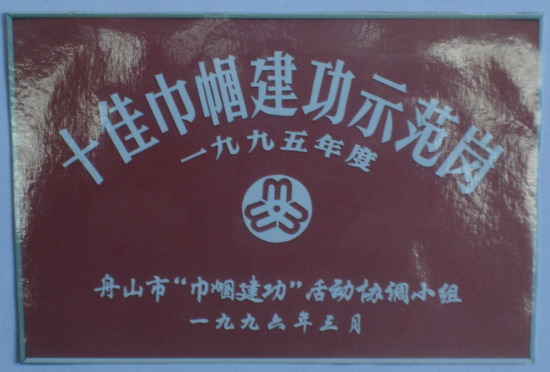 十佳巾帼建功示范岗
一九九五年度
舟山市“巾帼建功”活动协调小组
一九九六年三月